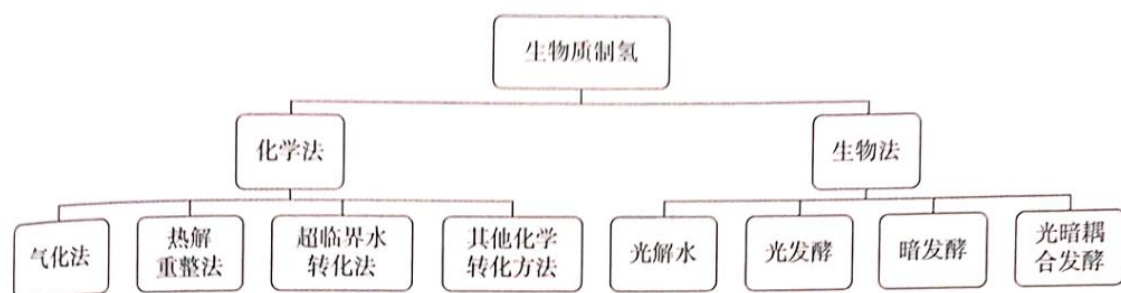 生物质制氢
化学法
生物法
气化法
热解
重整法
超临界水
转化法
其他化学
转化方法
光解水
光发酵
暗发酵
光暗耦
合发酵